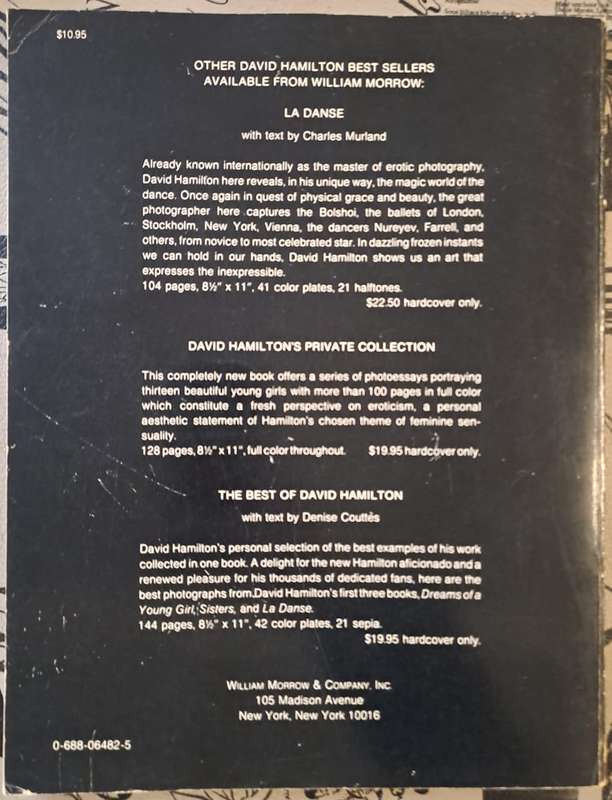 $10.95
OTHER DAVID HAMILTON BEST SELLERS
AVAILABLE FROM WILLIAM MORROW:
LA DANSE
with text by Charles Murland
Already known internationally as the master of erotic photography,
David Hamilton here reveals, in his unique way, the magic world of the
dance. Once again in quest of physical grace and beauty, the great
photographer here captures the Bolshoi, the ballets of London,
Stockholm, New York, Vienna, the dancers Nureyev, Farrell, and
others, from novice to most celebrated star. In dazzling frozen instants
we can hold in our hands, David Hamilton shows us an art that
expresses the inexpressible.
104 pages, 8½" x 11", 41 color plates, 21 halftones.
$22.50 hardcover only.
DAVID HAMILTON'S PRIVATE COLLECTION
This completely new book offers a series of photoessays portraying
thirteen beautiful young girls with more than 100 pages in full color
which constitute a fresh perspective on eroticism, a personal
aesthetic statement of Hamilton's chosen theme of feminine sen-
suality.
128 pages, 8½" x 11", full color throughout. $19.95 hardcover only.
THE BEST OF DAVID HAMILTON
with text by Denise Couttès
David Hamilton's personal selection of the best examples of his work
collected in one book. A delight for the new Hamilton aficionado and a
renewed pleasure for his thousands of dedicated fans, here are the
best photographs from David Hamilton's first three books, Dreams of a
Young Girl, Sisters, and La Danse.
144 pages, 8½" x 11", 42 color plates, 21 sepia.
$19.95 hardcover only.
WILLIAM MORROW & COMPANY, INC.
105 Madison Avenue
New York, New York 10016
0-688-06482-5